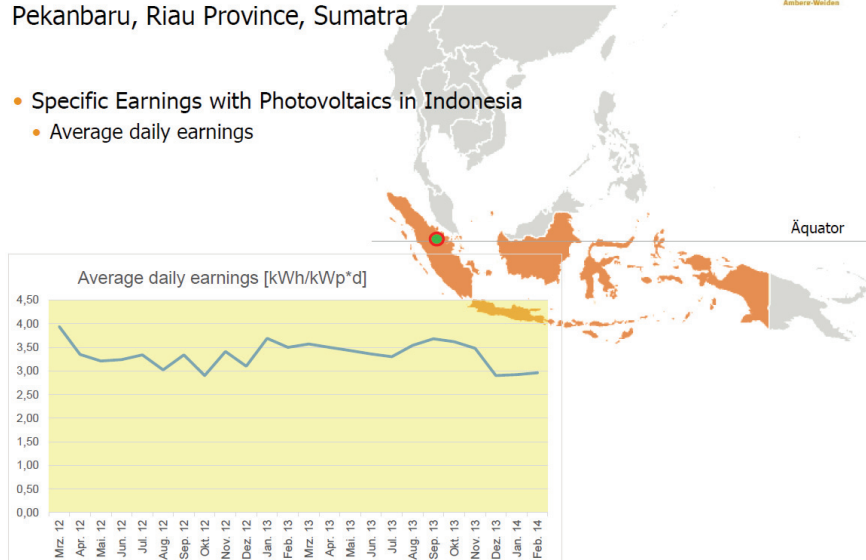 Amberg-Weiden
Pekanbaru, Riau Province, Sumatra
• Specific Earnings with Photovoltaics in Indonesia
• Average daily earnings
Äquator
Average daily earnings [kWh/kWp*d]
4,50
4,00
3,50
3,00
2,50
2,00
1,50
1,00
0,50
0,00
Mrz. 12
Apr. 12
Mai. 12
Jun. 12
Jul. 12
Aug. 12
Sep. 12
Okt. 12
Nov. 12
Dez. 12
Jan. 13
Feb. 13
Mrz. 13
Apr. 13
Mai. 13
Jun. 13
Jul. 13
Aug. 13
Sep. 13
Okt. 13
Nov. 13
Dez. 13
Jan. 14
Feb. 14